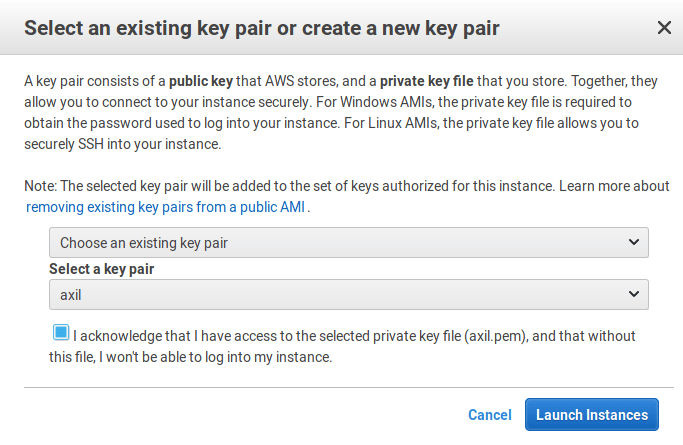 Select an existing key pair or create a new key pair
A key pair consists of a public key that AWS stores, and a private key file that you store. Together, they
allow you to connect to your instance securely. For Windows AMIs, the private key file is required to
obtain the password used to log into your instance. For Linux AMIs, the private key file allows you to
securely SSH into your instance.
Note: The selected key pair will be added to the set of keys authorized for this instance. Learn more about
removing existing key pairs from a public AMI .
Choose an existing key pair
Select a key pair
axil
I acknowledge that I have access to the selected private key file (axil.pem), and that without
this file, I won't be able to log into my instance.
Cancel Launch Instances